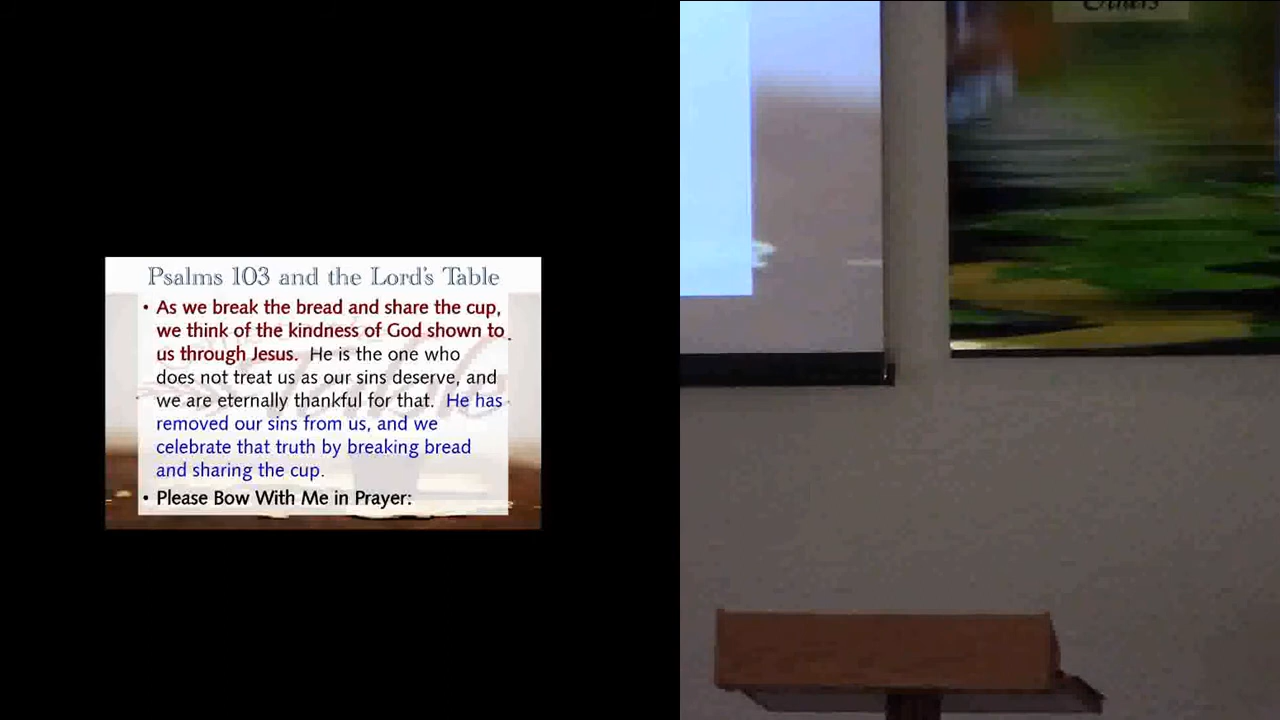 Psalms 103 and the Lord's Table
• As we break the bread and share the cup,
we think of the kindness of God shown to
us through Jesus. He is the one who
does not treat us as our sins deserve, and
we are eternally thankful for that. He has
removed our sins from us, and we
celebrate that truth by breaking bread
and sharing the cup.
• Please Bow With Me in Prayer:
Others